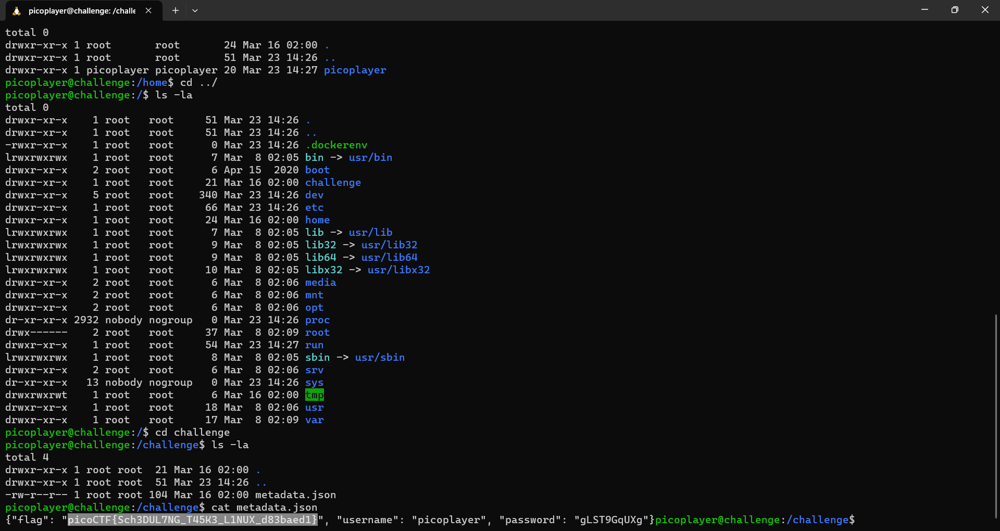 picoplayer@challenge: /challe
total 0
drwxr-xr-x 1 root       root       24 Mar 16 02:00 .
drwxr-xr-x 1 root       root       51 Mar 23 14:26 ..
drwxr-xr-x 1 picoplayer picoplayer 20 Mar 23 14:27 picoplayer
picoplayer@challenge:/home$ cd ../
picoplayer@challenge:/$ ls -la
total 0
drwxr-xr-x    1 root   root     51 Mar 23 14:26 .
drwxr-xr-x    1 root   root     51 Mar 23 14:26 ..
-rwxr-xr-x    1 root   root      0 Mar 23 14:26 .dockerenv
lrwxrwxrwx    1 root   root      7 Mar  8 02:05 bin -> usr/bin
drwxr-xr-x    2 root   root      6 Apr 15  2020 boot
drwxr-xr-x    1 root   root     21 Mar 16 02:00 challenge
drwxr-xr-x    5 root   root    340 Mar 23 14:26 dev
drwxr-xr-x    1 root   root     66 Mar 23 14:26 etc
drwxr-xr-x    1 root   root     24 Mar 16 02:00 home
lrwxrwxrwx    1 root   root      7 Mar  8 02:05 lib -> usr/lib
lrwxrwxrwx    1 root   root      9 Mar  8 02:05 lib32 -> usr/lib32
lrwxrwxrwx    1 root   root      9 Mar  8 02:05 lib64 -> usr/lib64
lrwxrwxrwx    1 root   root     10 Mar  8 02:05 libx32 -> usr/libx32
drwxr-xr-x    2 root   root      6 Mar  8 02:06 media
drwxr-xr-x    2 root   root      6 Mar  8 02:06 mnt
drwxr-xr-x    2 root   root      6 Mar  8 02:06 opt
dr-xr-xr-x 2932 nobody nogroup   0 Mar 23 14:26 proc
drwx------    2 root   root     37 Mar  8 02:09 root
drwxr-xr-x    1 root   root     54 Mar 23 14:27 run
lrwxrwxrwx    1 root   root      8 Mar  8 02:05 sbin -> usr/sbin
drwxr-xr-x    2 root   root      6 Mar  8 02:06 srv
dr-xr-xr-x   13 nobody nogroup   0 Mar 23 14:26 sys
drwxrwxrwt    1 root   root      6 Mar 16 02:00 tmp
drwxr-xr-x    1 root   root     18 Mar  8 02:06 usr
drwxr-xr-x    1 root   root     17 Mar  8 02:09 var
picoplayer@challenge:/$ cd challenge
picoplayer@challenge:/challenge$ ls -la
total 4
drwxr-xr-x 1 root root  21 Mar 16 02:00 .
drwxr-xr-x 1 root root  51 Mar 23 14:26 ..
-rw-r--r-- 1 root root 104 Mar 16 02:00 metadata.json
picoplayer@challenge:/challenge$ cat metadata.json
{"flag": "picoCTF{Sch3DUL7NG_T45K3_L1NUX_d83baed1}", "username": "picoplayer", "password": "gLST9GqUXg"}picoplayer@challenge:/challenge$